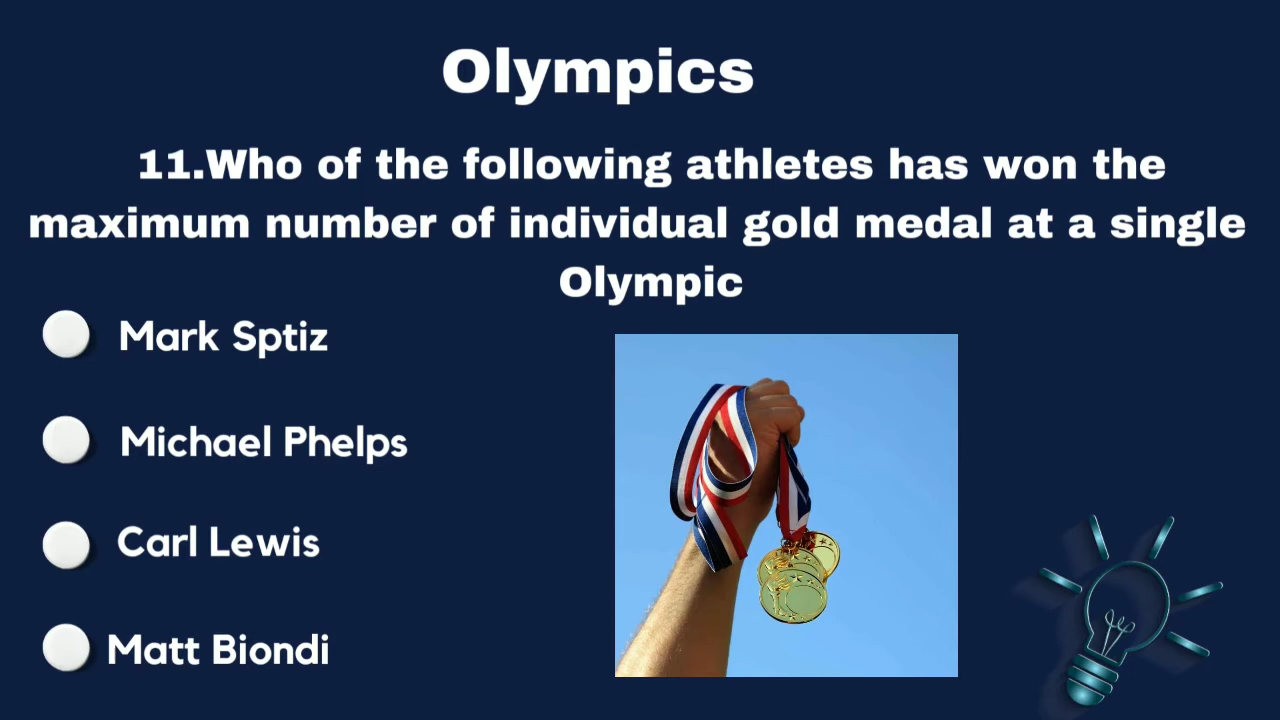 Olympics
11.Who of the following athletes has won the
maximum number of individual gold medal at a single
Olympic
Mark Sptiz
Michael Phelps
Carl Lewis
Matt Biondi